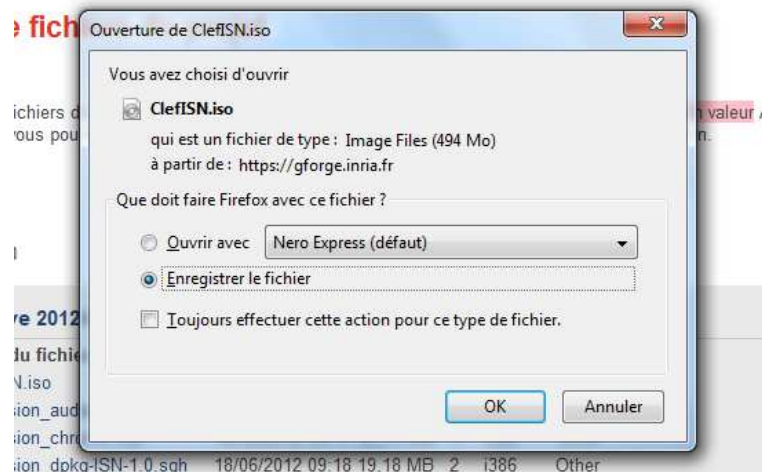 e fich
Ouverture de ClefISN.iso
Vous avez choisi d'ouvrir
ichiers d
ClefISN.iso
n valeur
vous pou
qui est un fichier de type : Image Files (494 Mo)
n.
à partir de : https://gforge.inria.fr
Que doit faire Firefox avec ce fichier ?
Ouvrir avec Nero Express (défaut)
Enregistrer le fichier
re 2012
Toujours effectuer cette action pour ce type de fichier.
du fichie
N.iso
sion_aud
OK Annuler
sion_chr
sion_dpkg-ISN-1.0.sqh 18/06/2012 09:18 19.18 MB 2 i386 Other